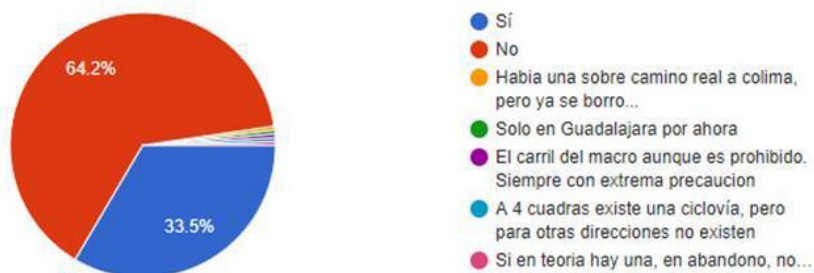 64.2%
33.5%
Sí
No
Habia una sobre camino real a colima,
pero ya se borro...
Solo en Guadalajara por ahora
El carril del macro aunque es prohibido.
Siempre con extrema precaucion
A 4 cuadras existe una ciclovía, pero
para otras direcciones no existen
Si en teoria hay una, en abandono, no...